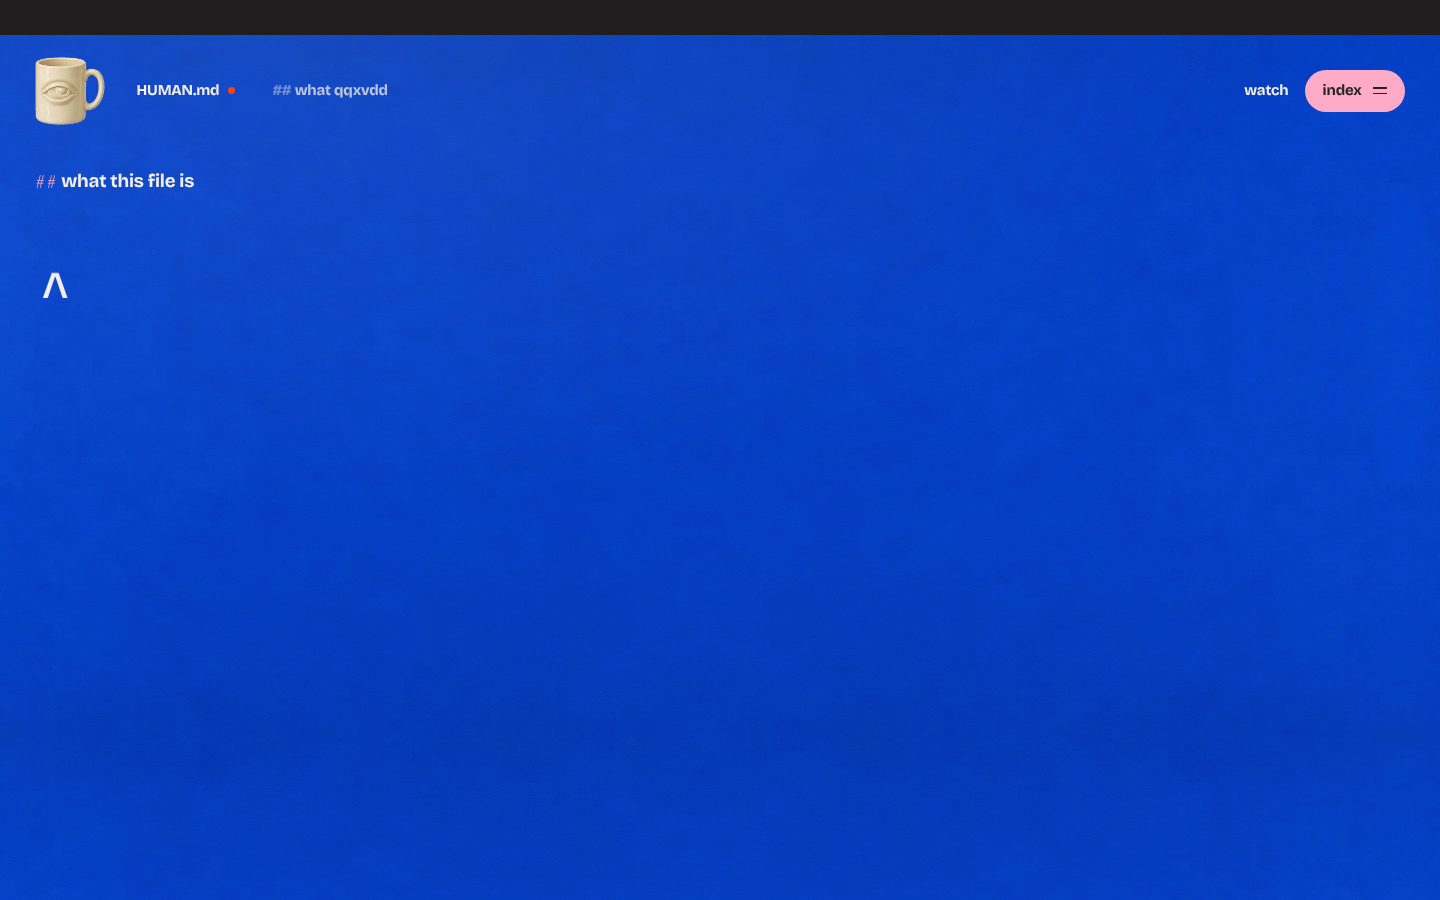 HUMAN.md
## what qqxvdd
watch
index
## what this file is